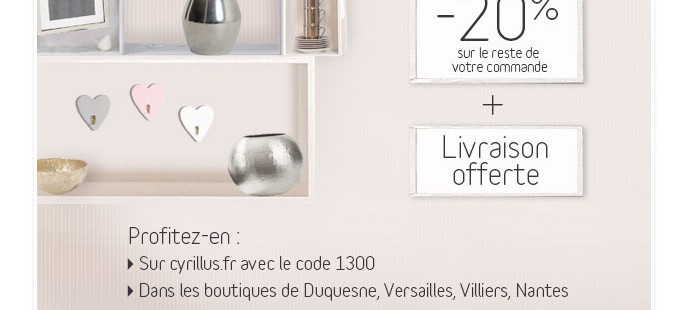 -20%
sur le reste de
votre commande
+
Livraison
offerte
Profitez-en :
Sur cyrillus.fr avec le code 1300
Dans les boutiques de Duquesne, Versailles, Villiers, Nantes